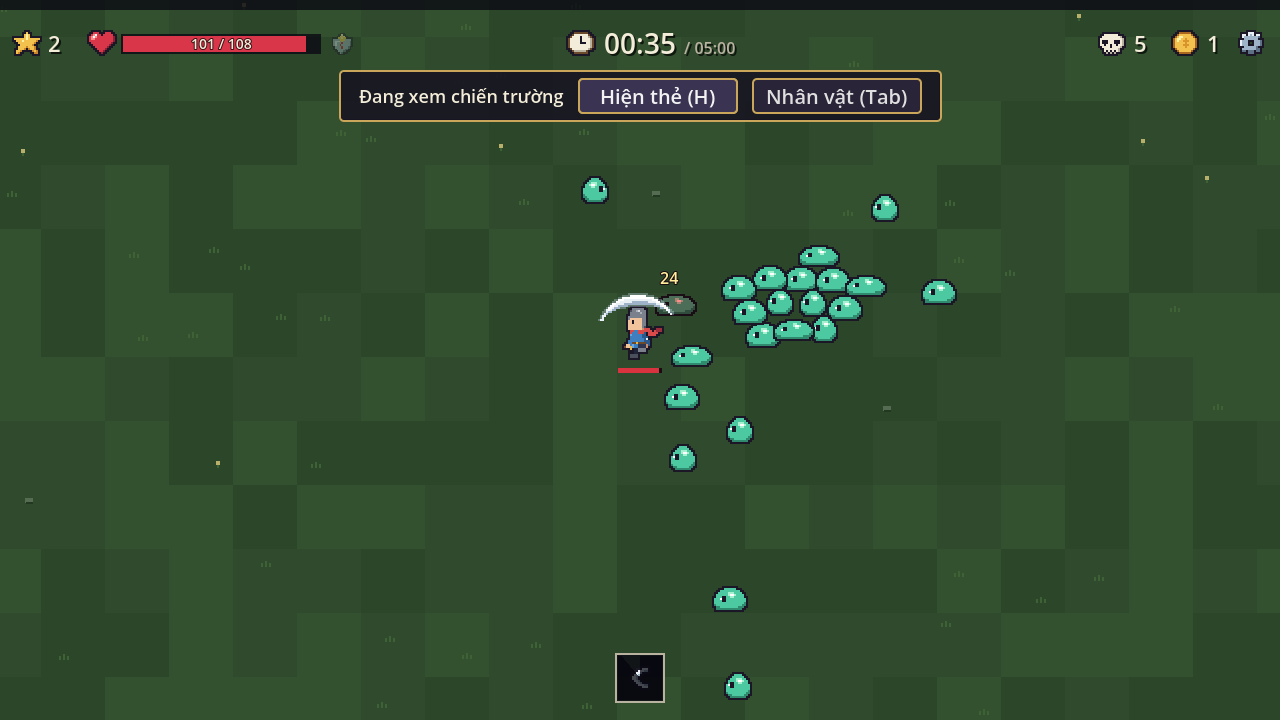 2
101 / 108
00:35 / 05:00
5
1
Đang xem chiến trường
Hiện thẻ (H)
Nhân vật (Tab)
24